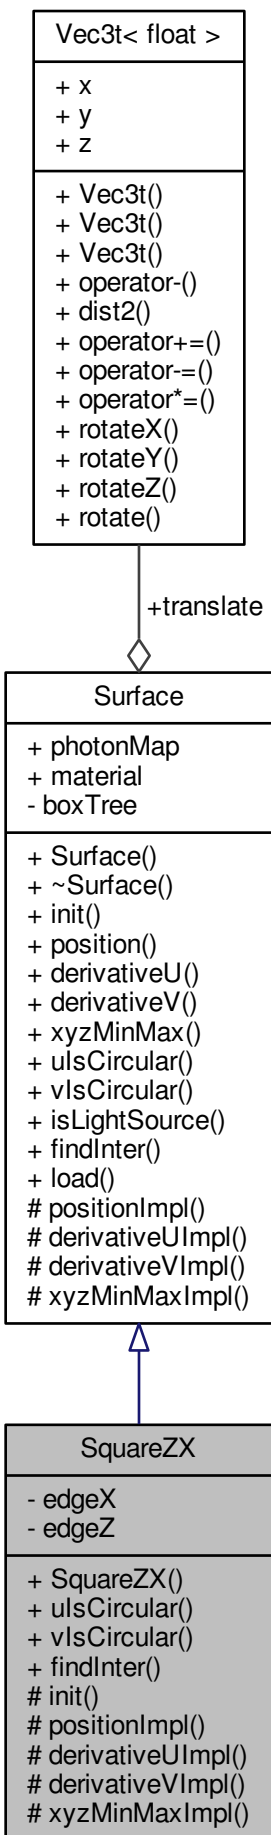 Vec3t< float >
+ x
+ y
+ z
+ Vec3t()
+ Vec3t()
+ Vec3t()
+ operator-()
+ dist2()
+ operator+=()
+ operator-=()
+ operator*=()
+ rotateX()
+ rotateY()
+ rotateZ()
+ rotate()
+translate
Surface
+ photonMap
+ material
- boxTree
+ Surface()
+ ~Surface()
+ init()
+ position()
+ derivativeU()
+ derivativeV()
+ xyzMinMax()
+ uIsCircular()
+ vIsCircular()
+ isLightSource()
+ findInter()
+ load()
# positionImpl()
# derivativeUImpl()
# derivativeVImpl()
# xyzMinMaxImpl()
SquareZX
- edgeX
- edgeZ
+ SquareZX()
+ uIsCircular()
+ vIsCircular()
+ findInter()
# init()
# positionImpl()
# derivativeUImpl()
# derivativeVImpl()
# xyzMinMaxImpl()